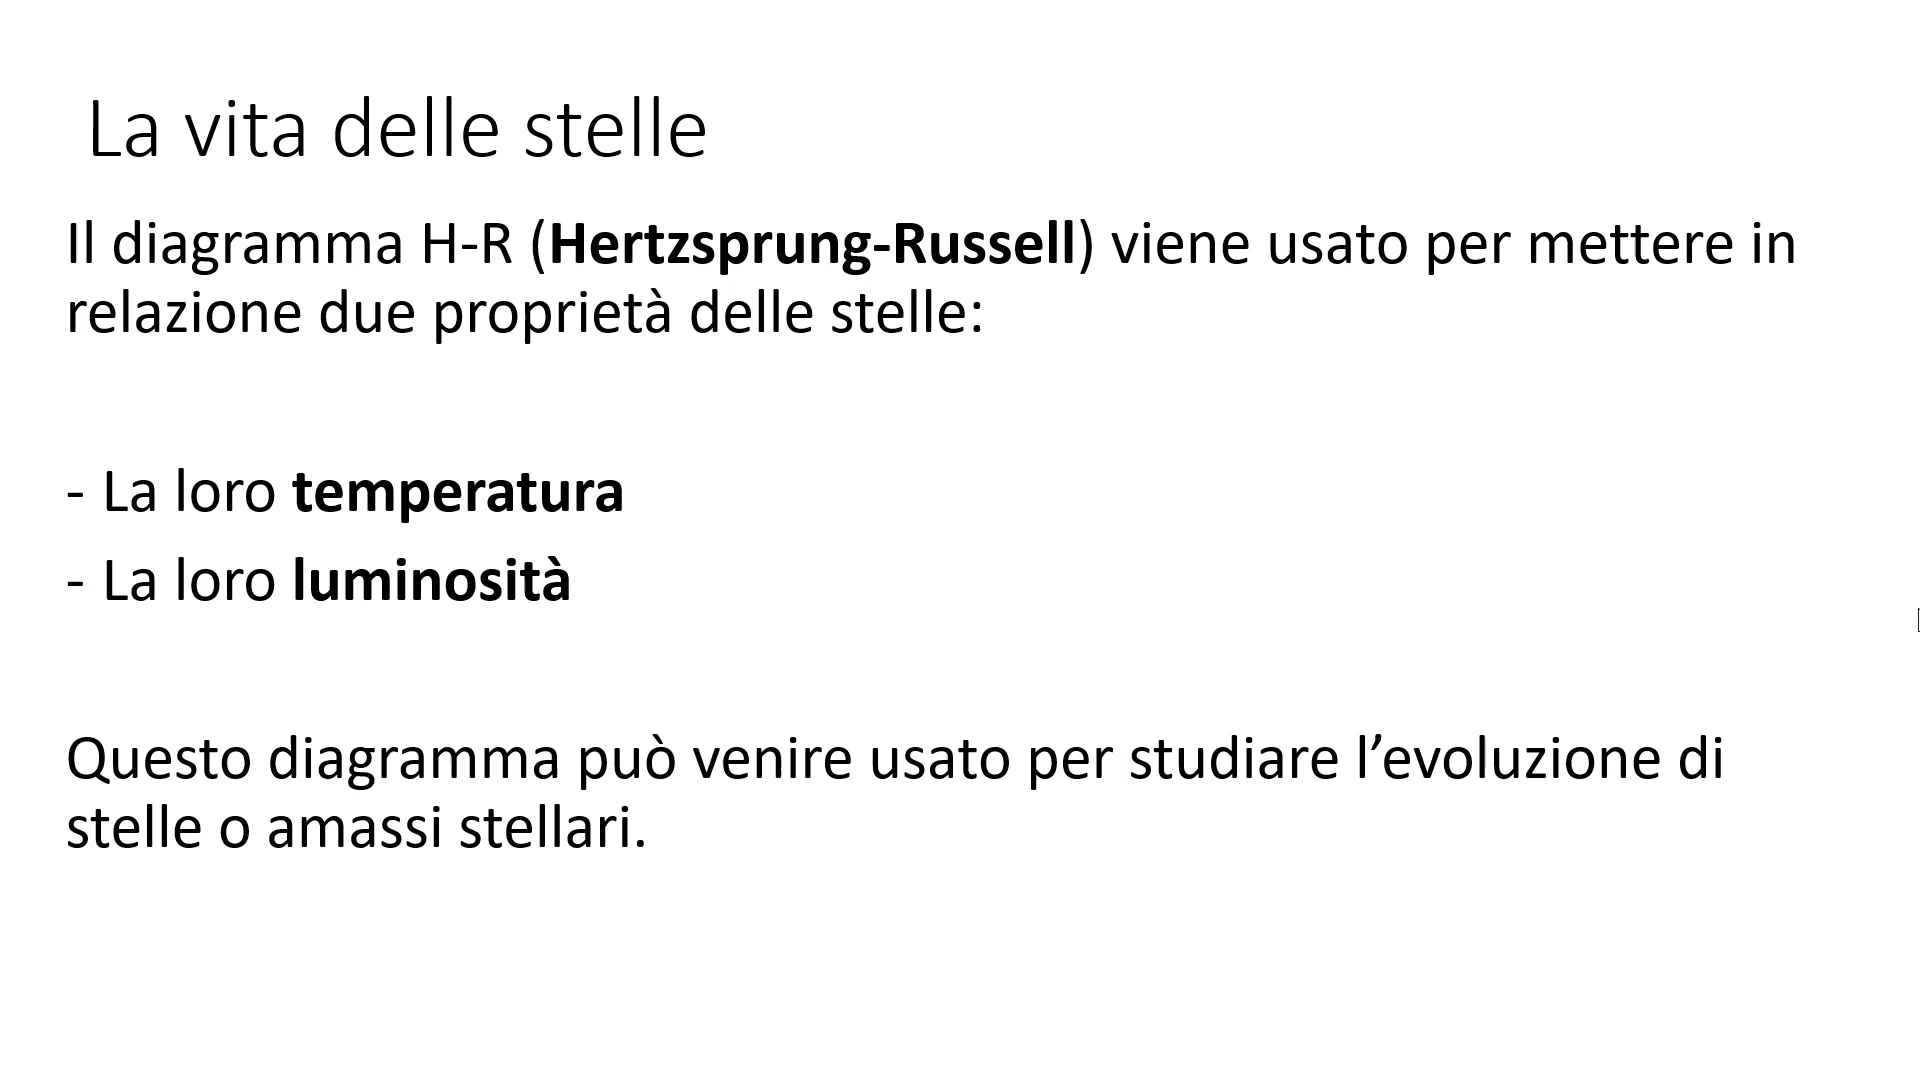 La vita delle stelle
Il diagramma H-R (Hertzsprung-Russell) viene usato per mettere in
relazione due proprietà delle stelle:
- La loro temperatura
- La loro luminosità
Questo diagramma può venire usato per studiare l’evoluzione di
stelle o amassi stellari.